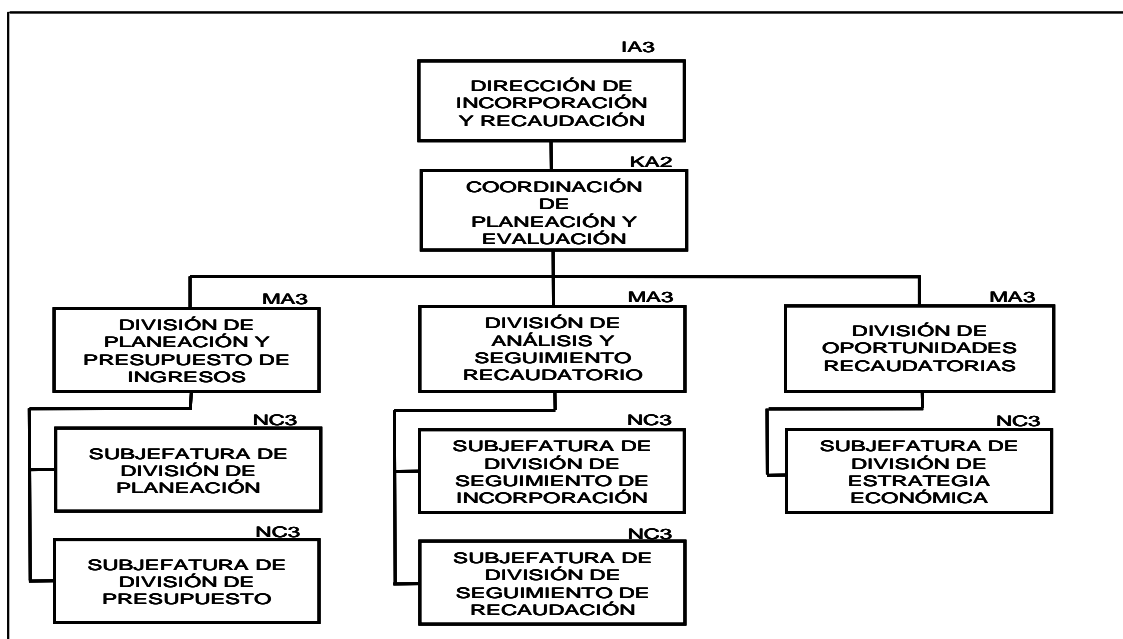 IA3
DIRECCIÓN DE
INCORPORACIÓN
Y RECAUDACIÓN
KA2
COORDINACIÓN
DE
PLANEACIÓN Y
EVALUACIÓN
MA3
DIVISIÓN DE
PLANEACIÓN Y
PRESUPUESTO DE
INGRESOS
MA3
DIVISIÓN DE
ANÁLISIS Y
SEGUIMIENTO
RECAUDATORIO
MA3
DIVISIÓN DE
OPORTUNIDADES
RECAUDATORIAS
NC3
SUBJEFATURA DE
DIVISIÓN DE
PLANEACIÓN
NC3
SUBJEFATURA DE
DIVISIÓN DE
PRESUPUESTO
NC3
SUBJEFATURA DE
DIVISIÓN DE
SEGUIMIENTO DE
INCORPORACIÓN
NC3
SUBJEFATURA DE
DIVISIÓN DE
SEGUIMIENTO DE
RECAUDACIÓN
NC3
SUBJEFATURA DE
DIVISIÓN DE
ESTRATEGIA
ECONÓMICA